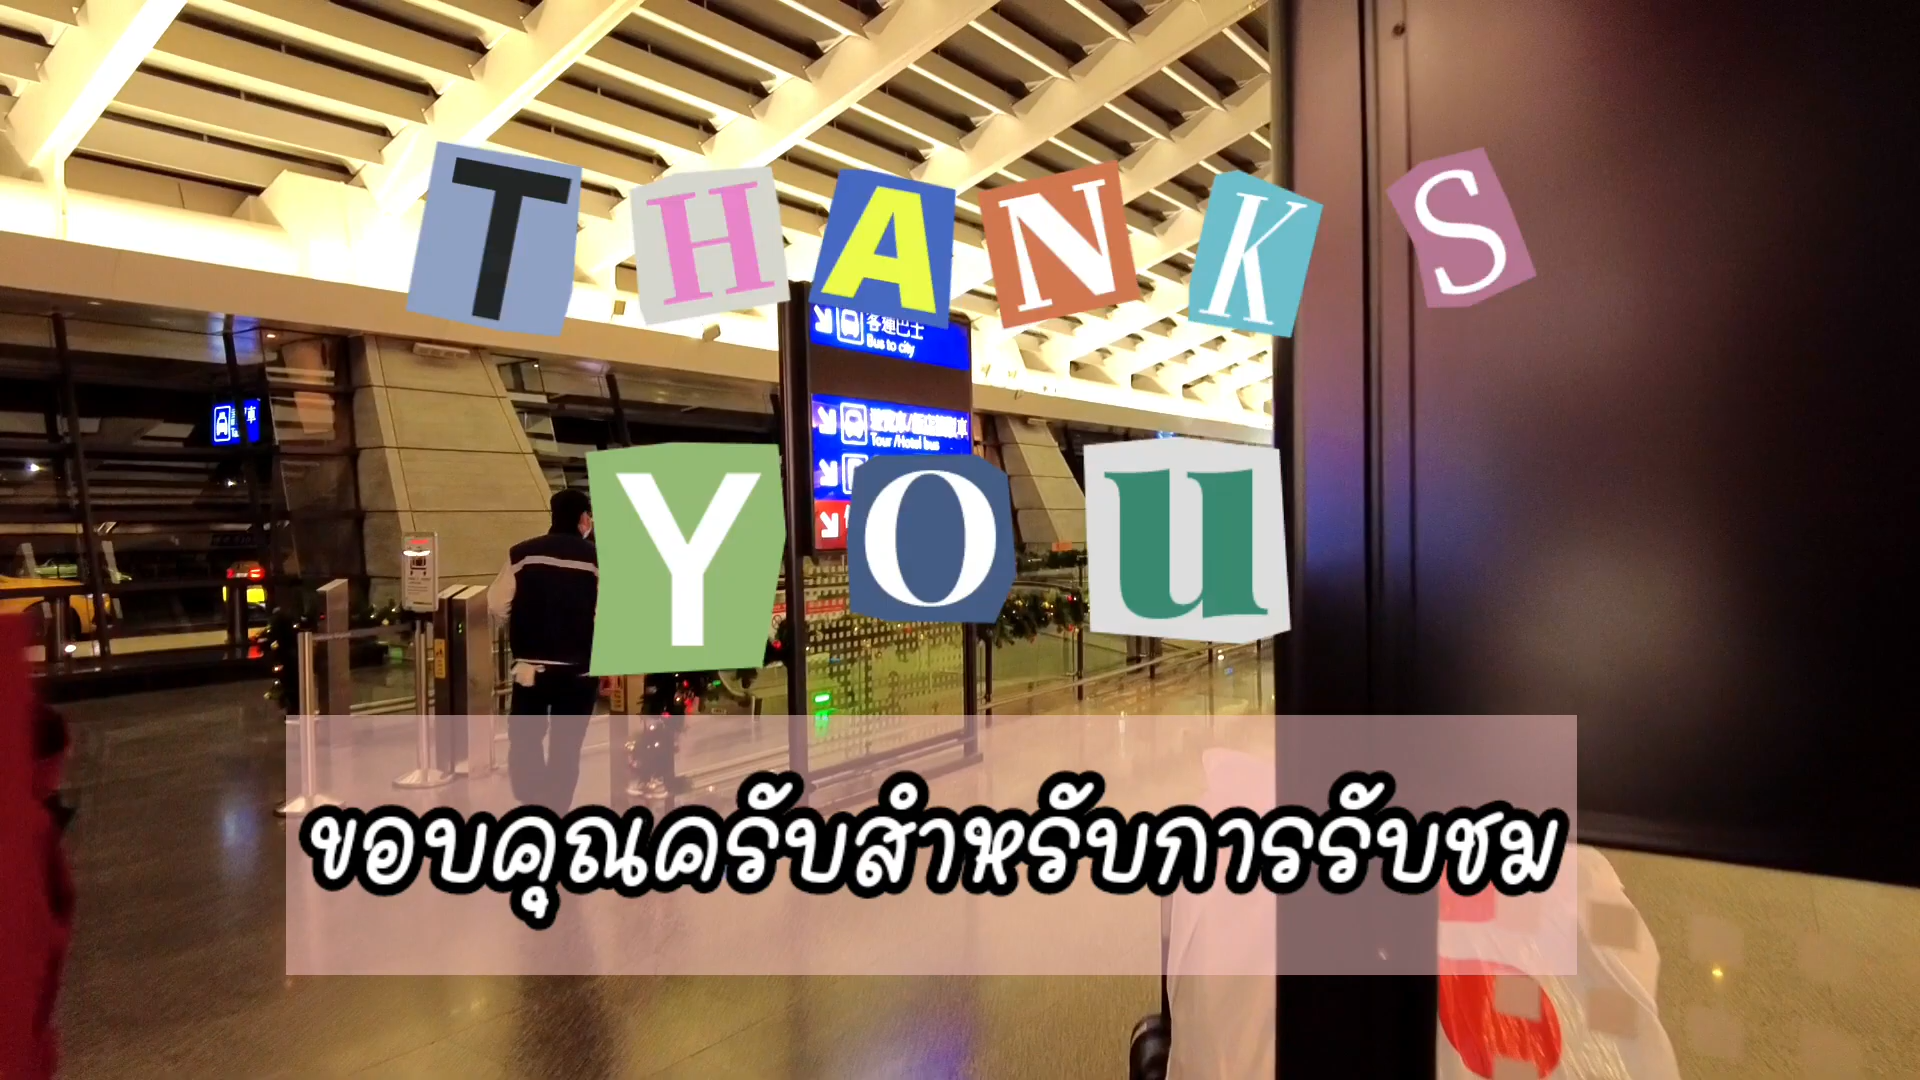 THANKS
客運巴士
Bus to city
Tour/Hotel bus
YOU
ขอบคุณครับสำหรับการรับชม